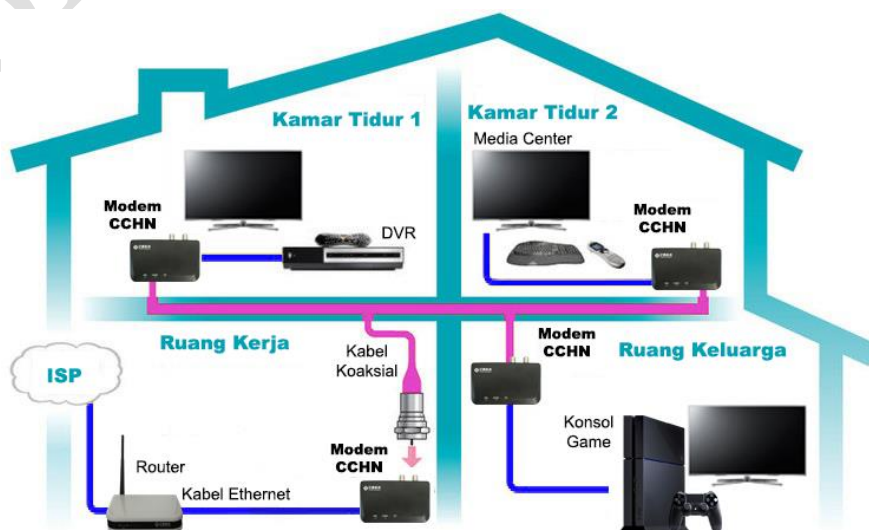 Kamar Tidur 1
Kamar Tidur 2
Media Center
Modem
CCHN
DVR
Modem
CCHN
Ruang Kerja
Kabel
Koaksial
Modem
CCHN
Ruang Keluarga
ISP
Konsol
Game
Modem
CCHN
Router
Kabel Ethernet